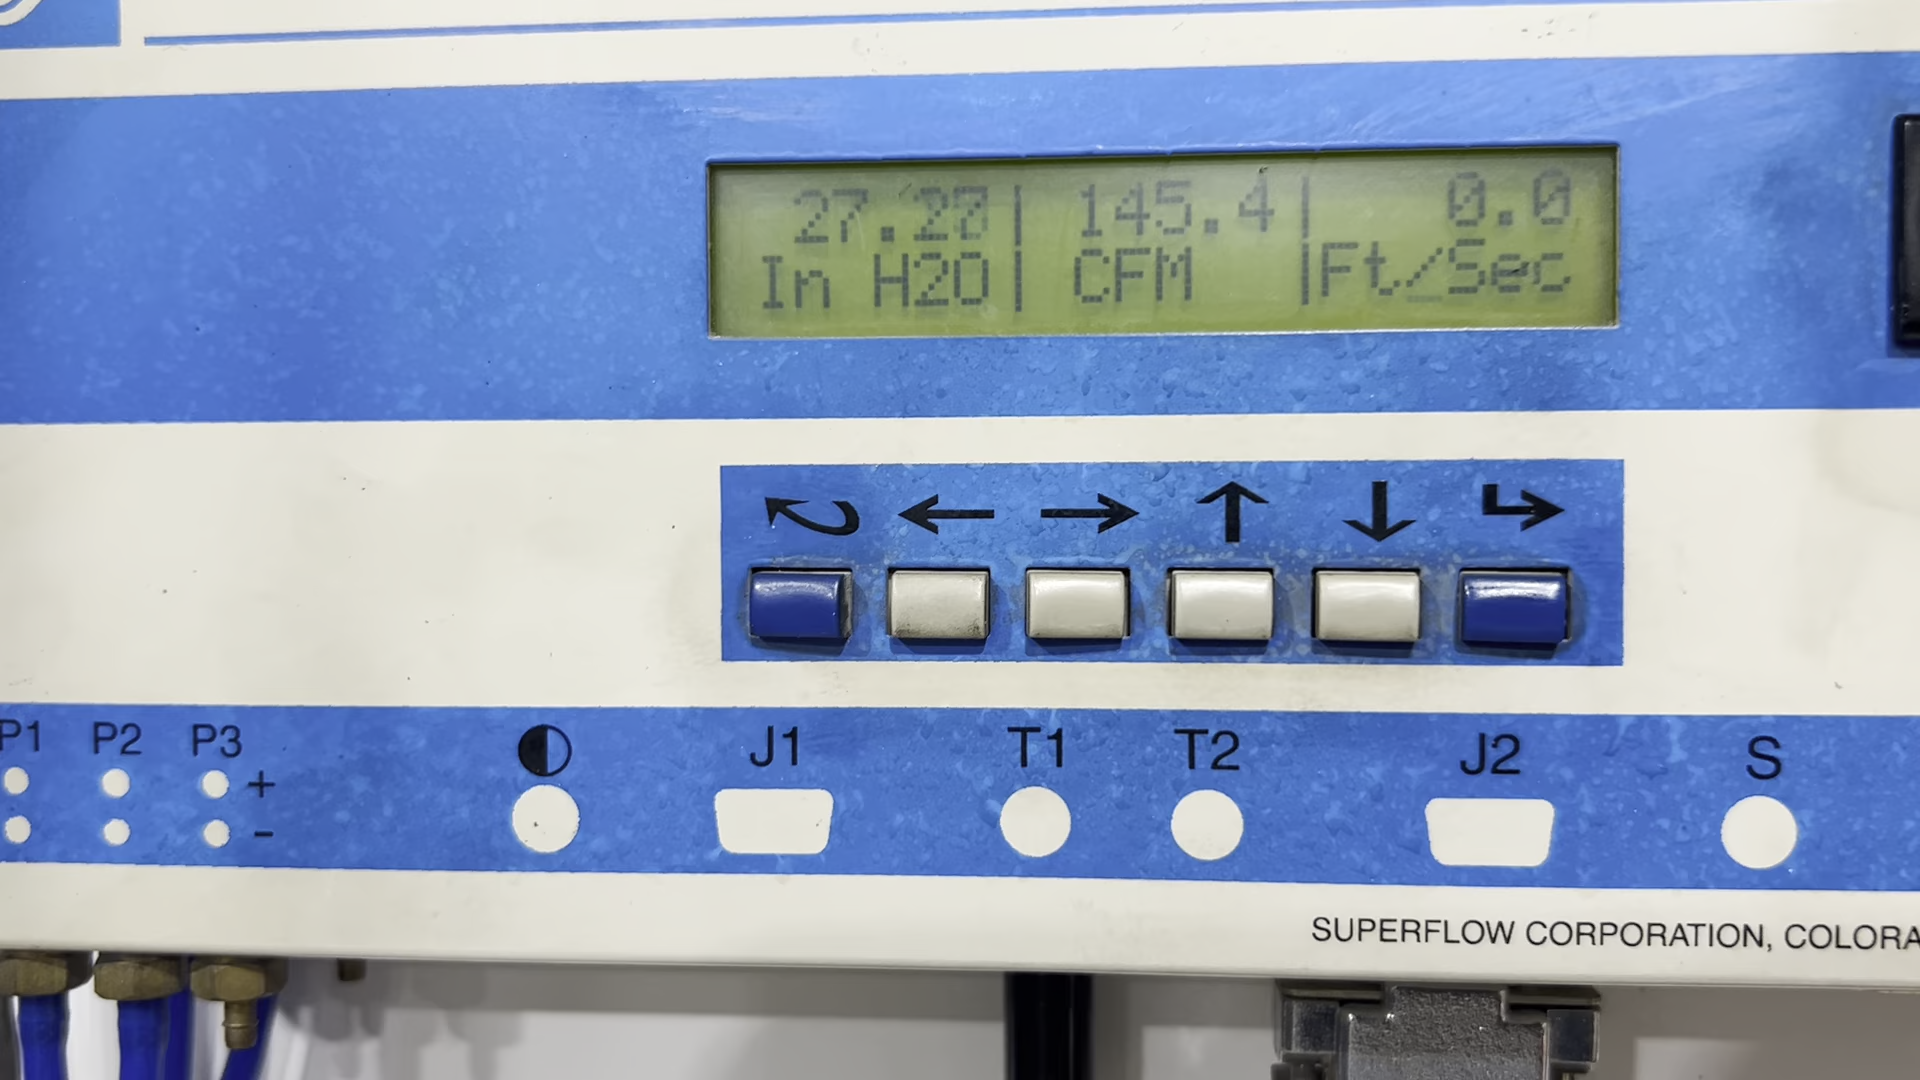 27.27 | 145.4 | 0.0
In H2O | CFM | Ft/Sec
P1 P2 P3 J1 T1 T2 J2 S
+
-
SUPERFLOW CORPORATION, COLORA